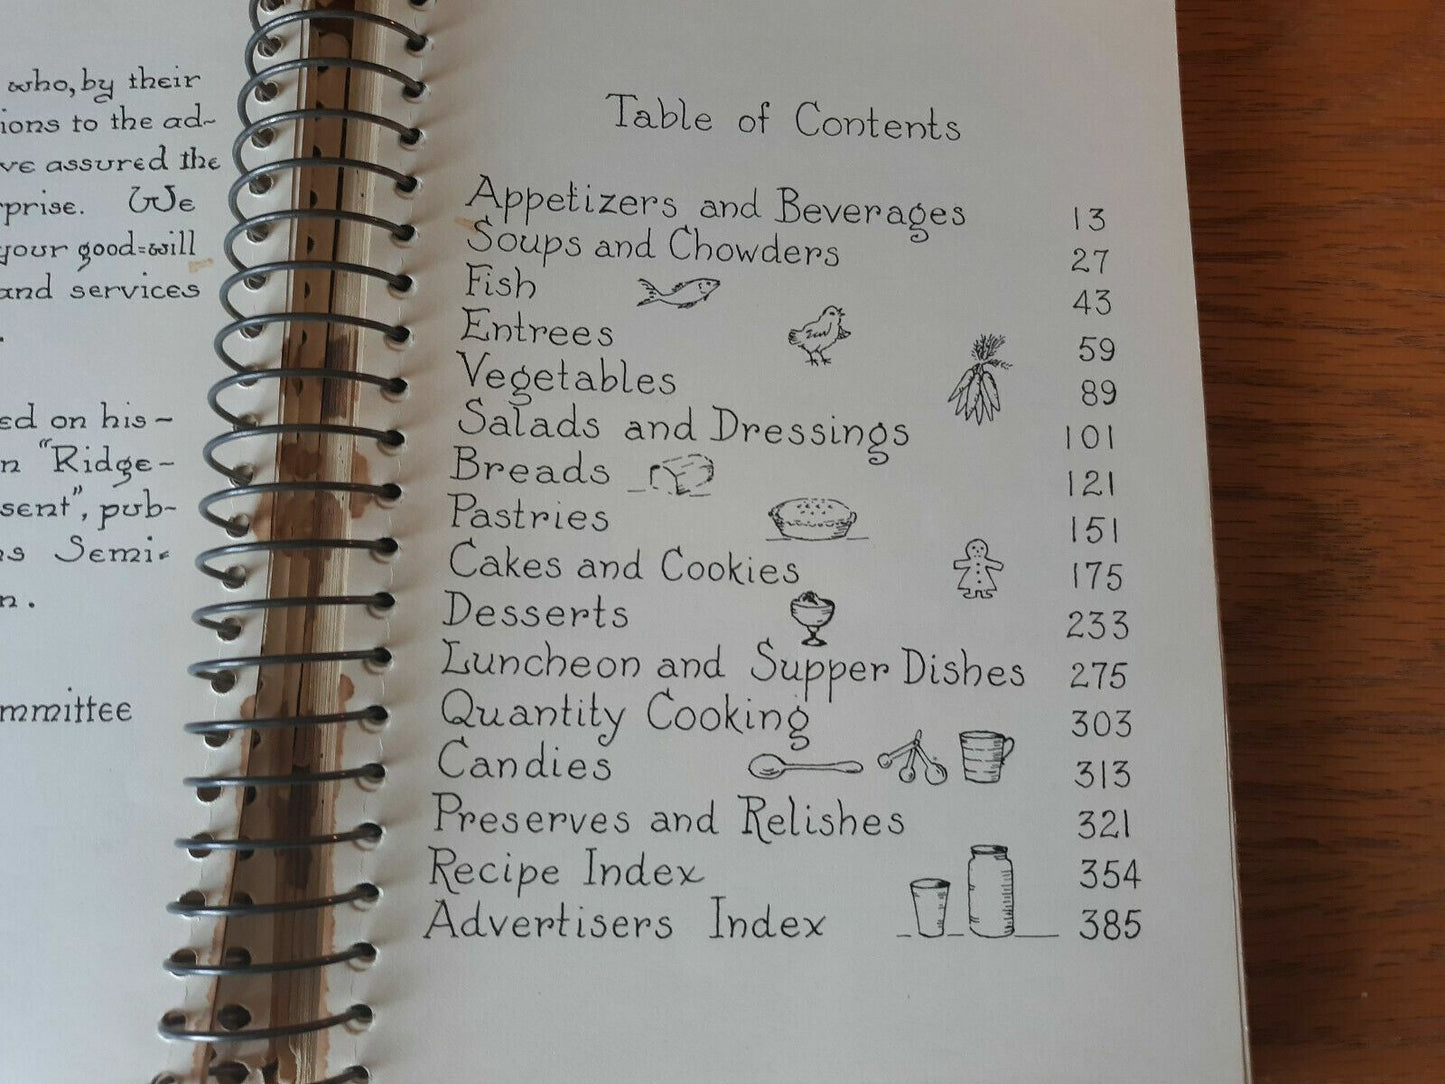 who, by their
ions to the ad-
ve assured the
rprise. We
your good-will
and services
.
ed on his-
n "Ridge-
sent", pub-
s Semi-
n.
mmittee
Table of Contents
Appetizers and Beverages 13
Soups and Chowders 27
Fish 43
Entrees 59
Vegetables 89
Salads and Dressings 101
Breads 121
Pastries 151
Cakes and Cookies 175
Desserts 233
Luncheon and Supper Dishes 275
Quantity Cooking 303
Candies 313
Preserves and Relishes 321
Recipe Index 354
Advertisers Index 385